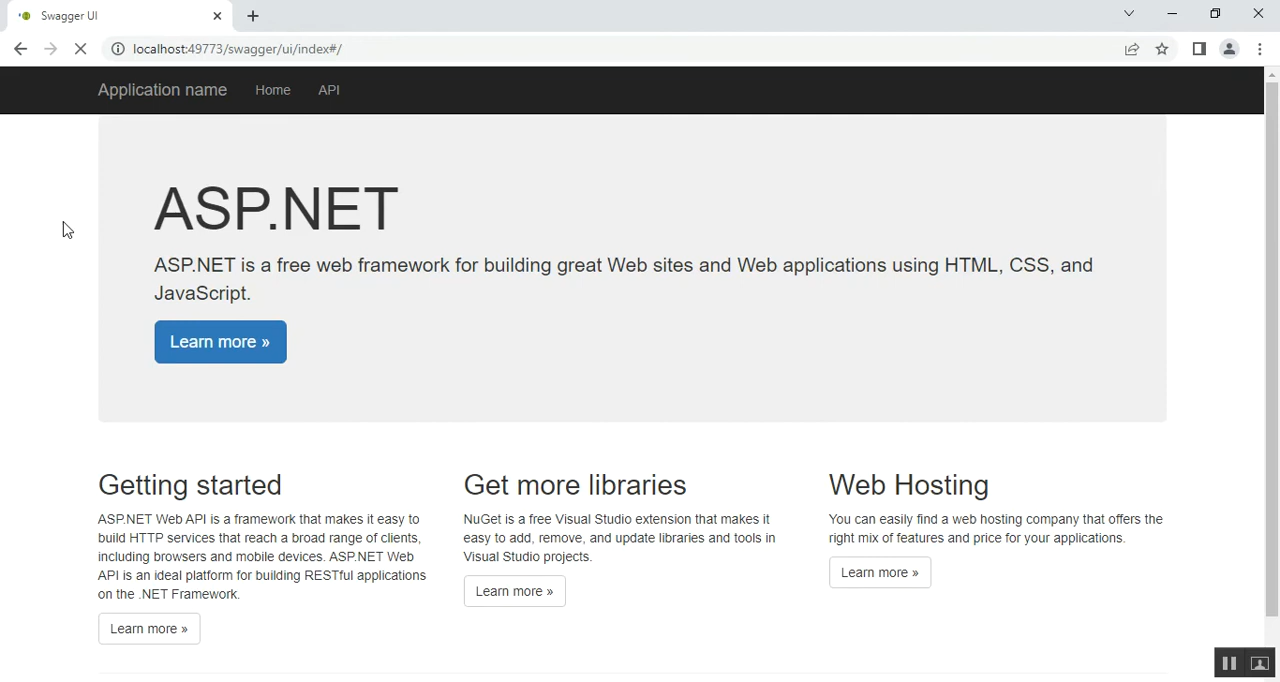 Swagger UI
localhost:49773/swagger/ui/index#/
Application name Home API
ASP.NET
ASP.NET is a free web framework for building great Web sites and Web applications using HTML, CSS, and
JavaScript.
Learn more »
Getting started
ASP.NET Web API is a framework that makes it easy to
build HTTP services that reach a broad range of clients,
including browsers and mobile devices. ASP.NET Web
API is an ideal platform for building RESTful applications
on the .NET Framework.
Learn more »
Get more libraries
NuGet is a free Visual Studio extension that makes it
easy to add, remove, and update libraries and tools in
Visual Studio projects.
Learn more »
Web Hosting
You can easily find a web hosting company that offers the
right mix of features and price for your applications.
Learn more »